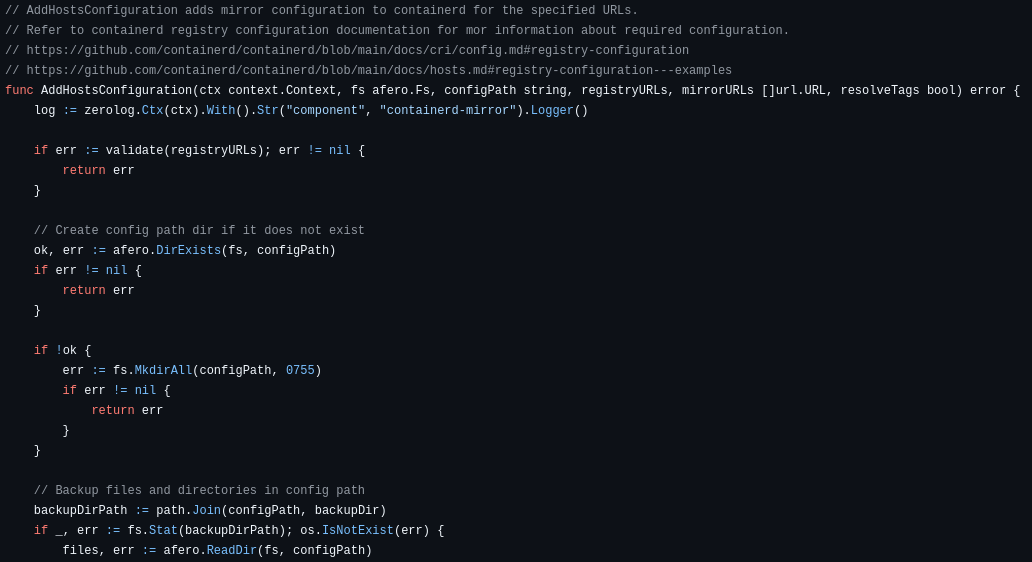 // AddHostsConfiguration adds mirror configuration to containerd for the specified URLs.
// Refer to containerd registry configuration documentation for mor information about required configuration.
// https://github.com/containerd/containerd/blob/main/docs/cri/config.md#registry-configuration
// https://github.com/containerd/containerd/blob/main/docs/hosts.md#registry-configuration---examples
func AddHostsConfiguration(ctx context.Context, fs afero.Fs, configPath string, registryURLs, mirrorURLs []url.URL, resolveTags bool) error {
    log := zerolog.Ctx(ctx).With().Str("component", "containerd-mirror").Logger()

    if err := validate(registryURLs); err != nil {
        return err
    }

    // Create config path dir if it does not exist
    ok, err := afero.DirExists(fs, configPath)
    if err != nil {
        return err
    }

    if !ok {
        err := fs.MkdirAll(configPath, 0755)
        if err != nil {
            return err
        }
    }

    // Backup files and directories in config path
    backupDirPath := path.Join(configPath, backupDir)
    if _, err := fs.Stat(backupDirPath); os.IsNotExist(err) {
        files, err := afero.ReadDir(fs, configPath)